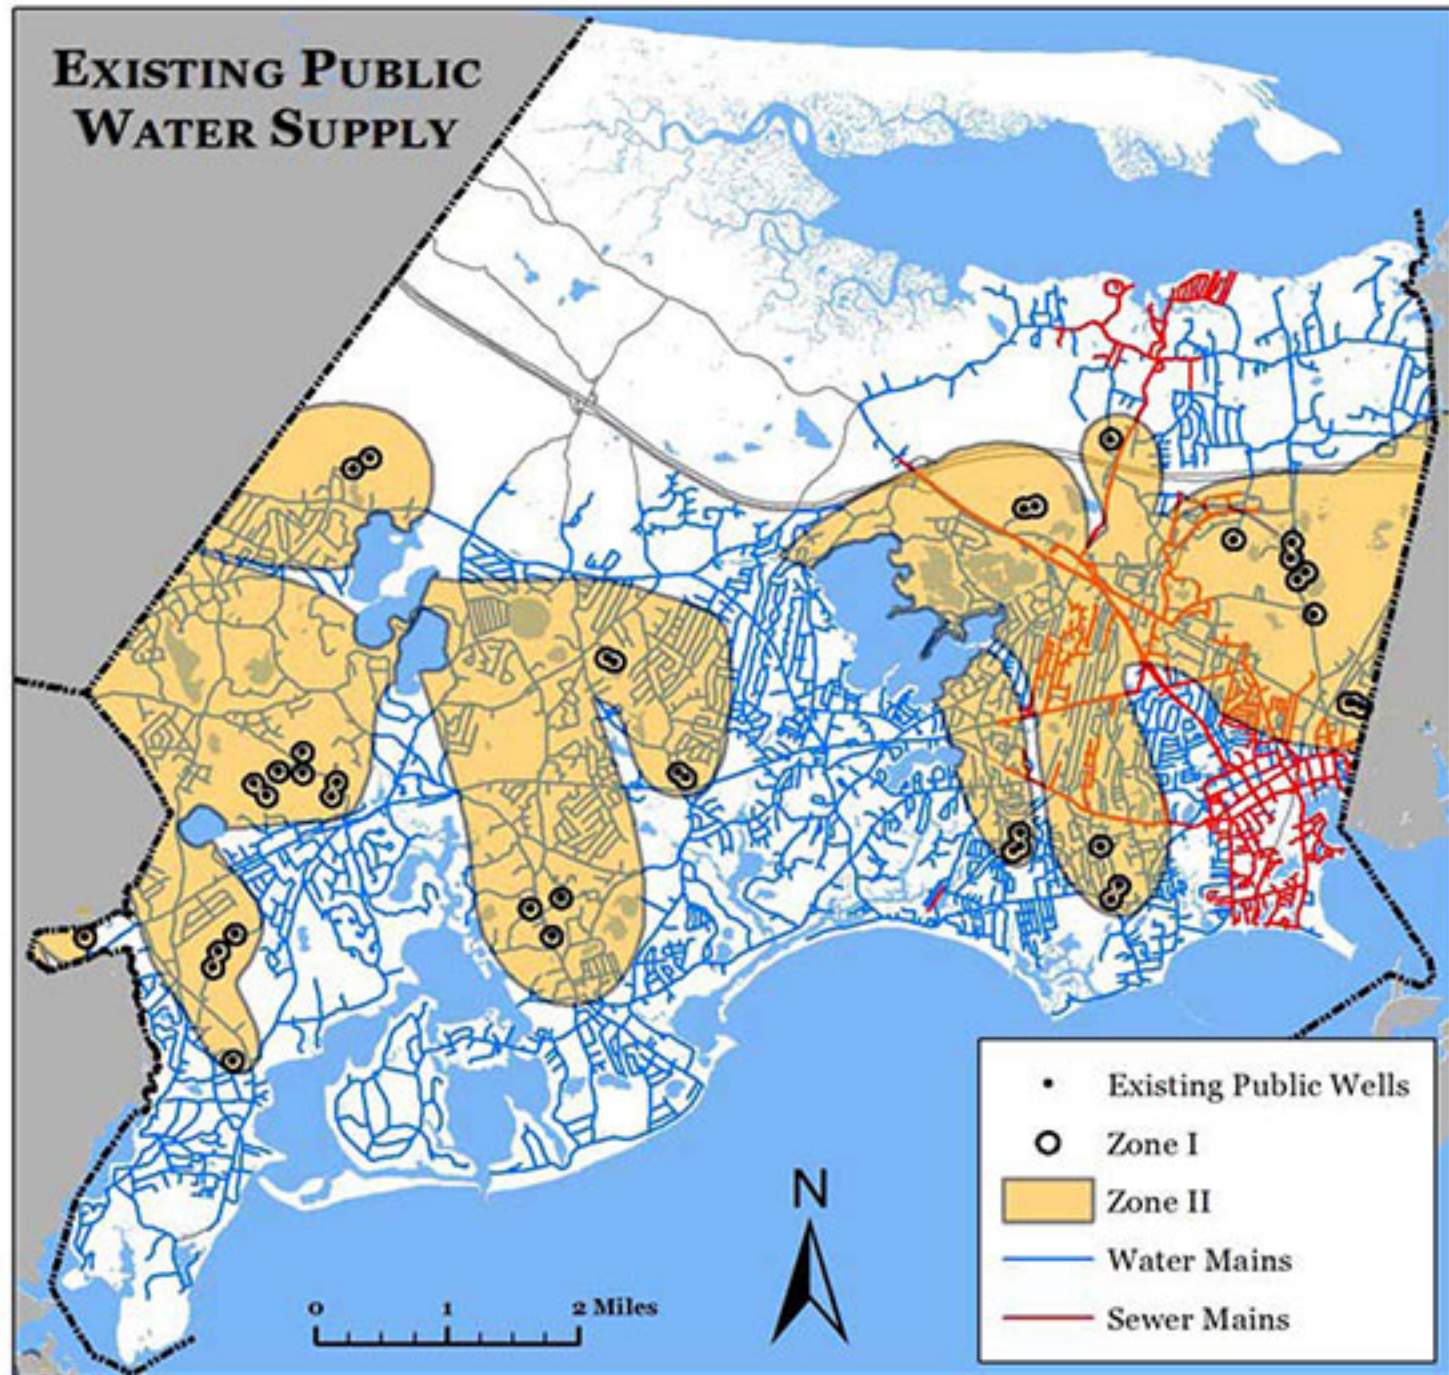 EXISTING PUBLIC
WATER SUPPLY
Existing Public Wells
Zone I
Zone II
Water Mains
Sewer Mains
N
0 1 2 Miles